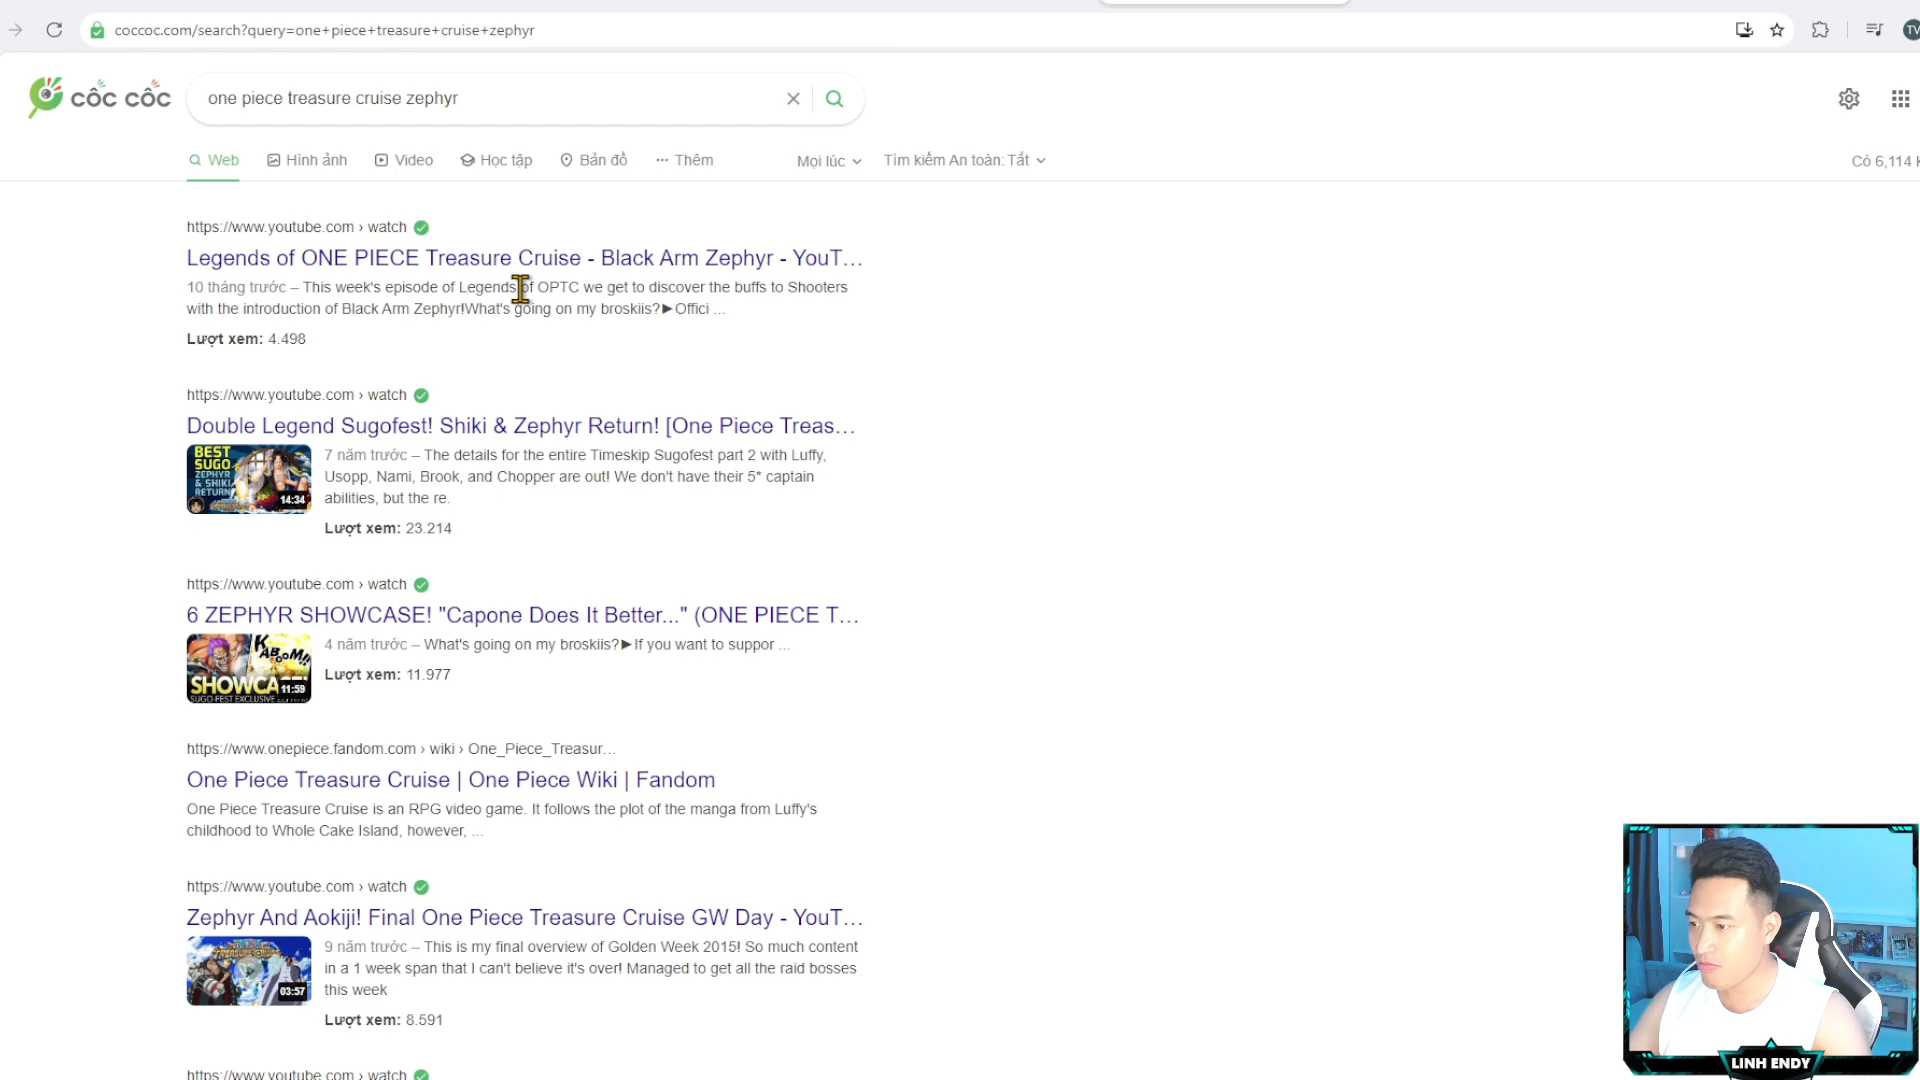 TV
coccoc.com/search?query=one+piece+treasure+cruise+zephyr
cốc cốc
one piece treasure cruise zephyr
Web
Hình ảnh
Video
Học tập
Bản đồ
Thêm
Mọi lúc
Tìm kiếm An toàn: Tắt
Có 6,114 k
https://www.youtube.com › watch
Legends of ONE PIECE Treasure Cruise - Black Arm Zephyr - YouT…
10 tháng trước – This week's episode of Legends of OPTC we get to discover the buffs to Shooters
with the introduction of Black Arm Zephyr!What's going on my broskiis?►Offici ...
Lượt xem: 4.498
https://www.youtube.com › watch
Double Legend Sugofest! Shiki & Zephyr Return! [One Piece Treas…
BEST
SUGO
ZEPHYR
& SHIKI
RETURN
14:34
7 năm trước – The details for the entire Timeskip Sugofest part 2 with Luffy,
Usopp, Nami, Brook, and Chopper are out! We don't have their 5* captain
abilities, but the re.
Lượt xem: 23.214
https://www.youtube.com › watch
6 ZEPHYR SHOWCASE! "Capone Does It Better..." (ONE PIECE T…
KABOOM!!
SHOWCASE!
11:59
4 năm trước – What's going on my broskiis?►If you want to suppor ...
Lượt xem: 11.977
https://www.onepiece.fandom.com › wiki › One_Piece_Treasur…
One Piece Treasure Cruise | One Piece Wiki | Fandom
One Piece Treasure Cruise is an RPG video game. It follows the plot of the manga from Luffy's
childhood to Whole Cake Island, however, ...
https://www.youtube.com › watch
Zephyr And Aokiji! Final One Piece Treasure Cruise GW Day - YouT…
03:57
9 năm trước – This is my final overview of Golden Week 2015! So much content
in a 1 week span that I can't believe it's over! Managed to get all the raid bosses
this week
Lượt xem: 8.591
https://www.youtube.com › watch
LINH ENDY